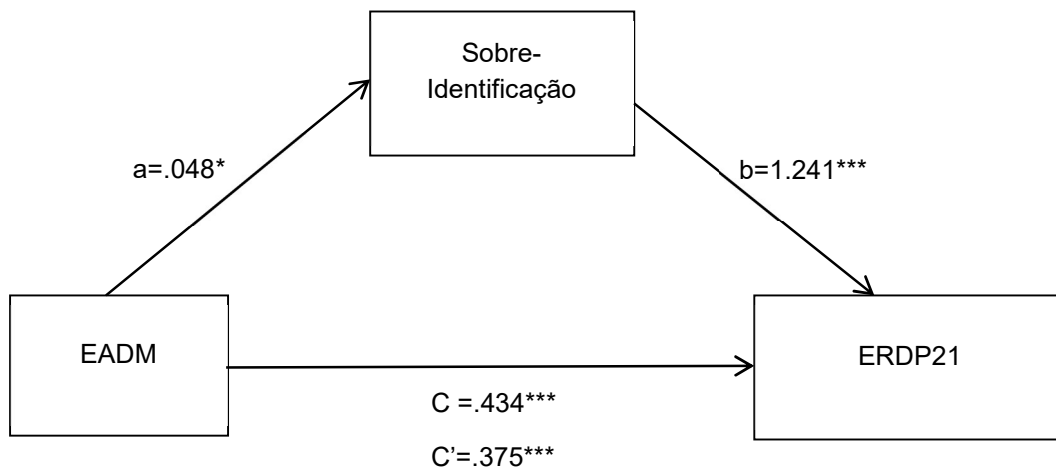 Sobre-
Identificação
a=.048*
b=1.241***
EADM
ERDP21
C =.434***
C’=.375***